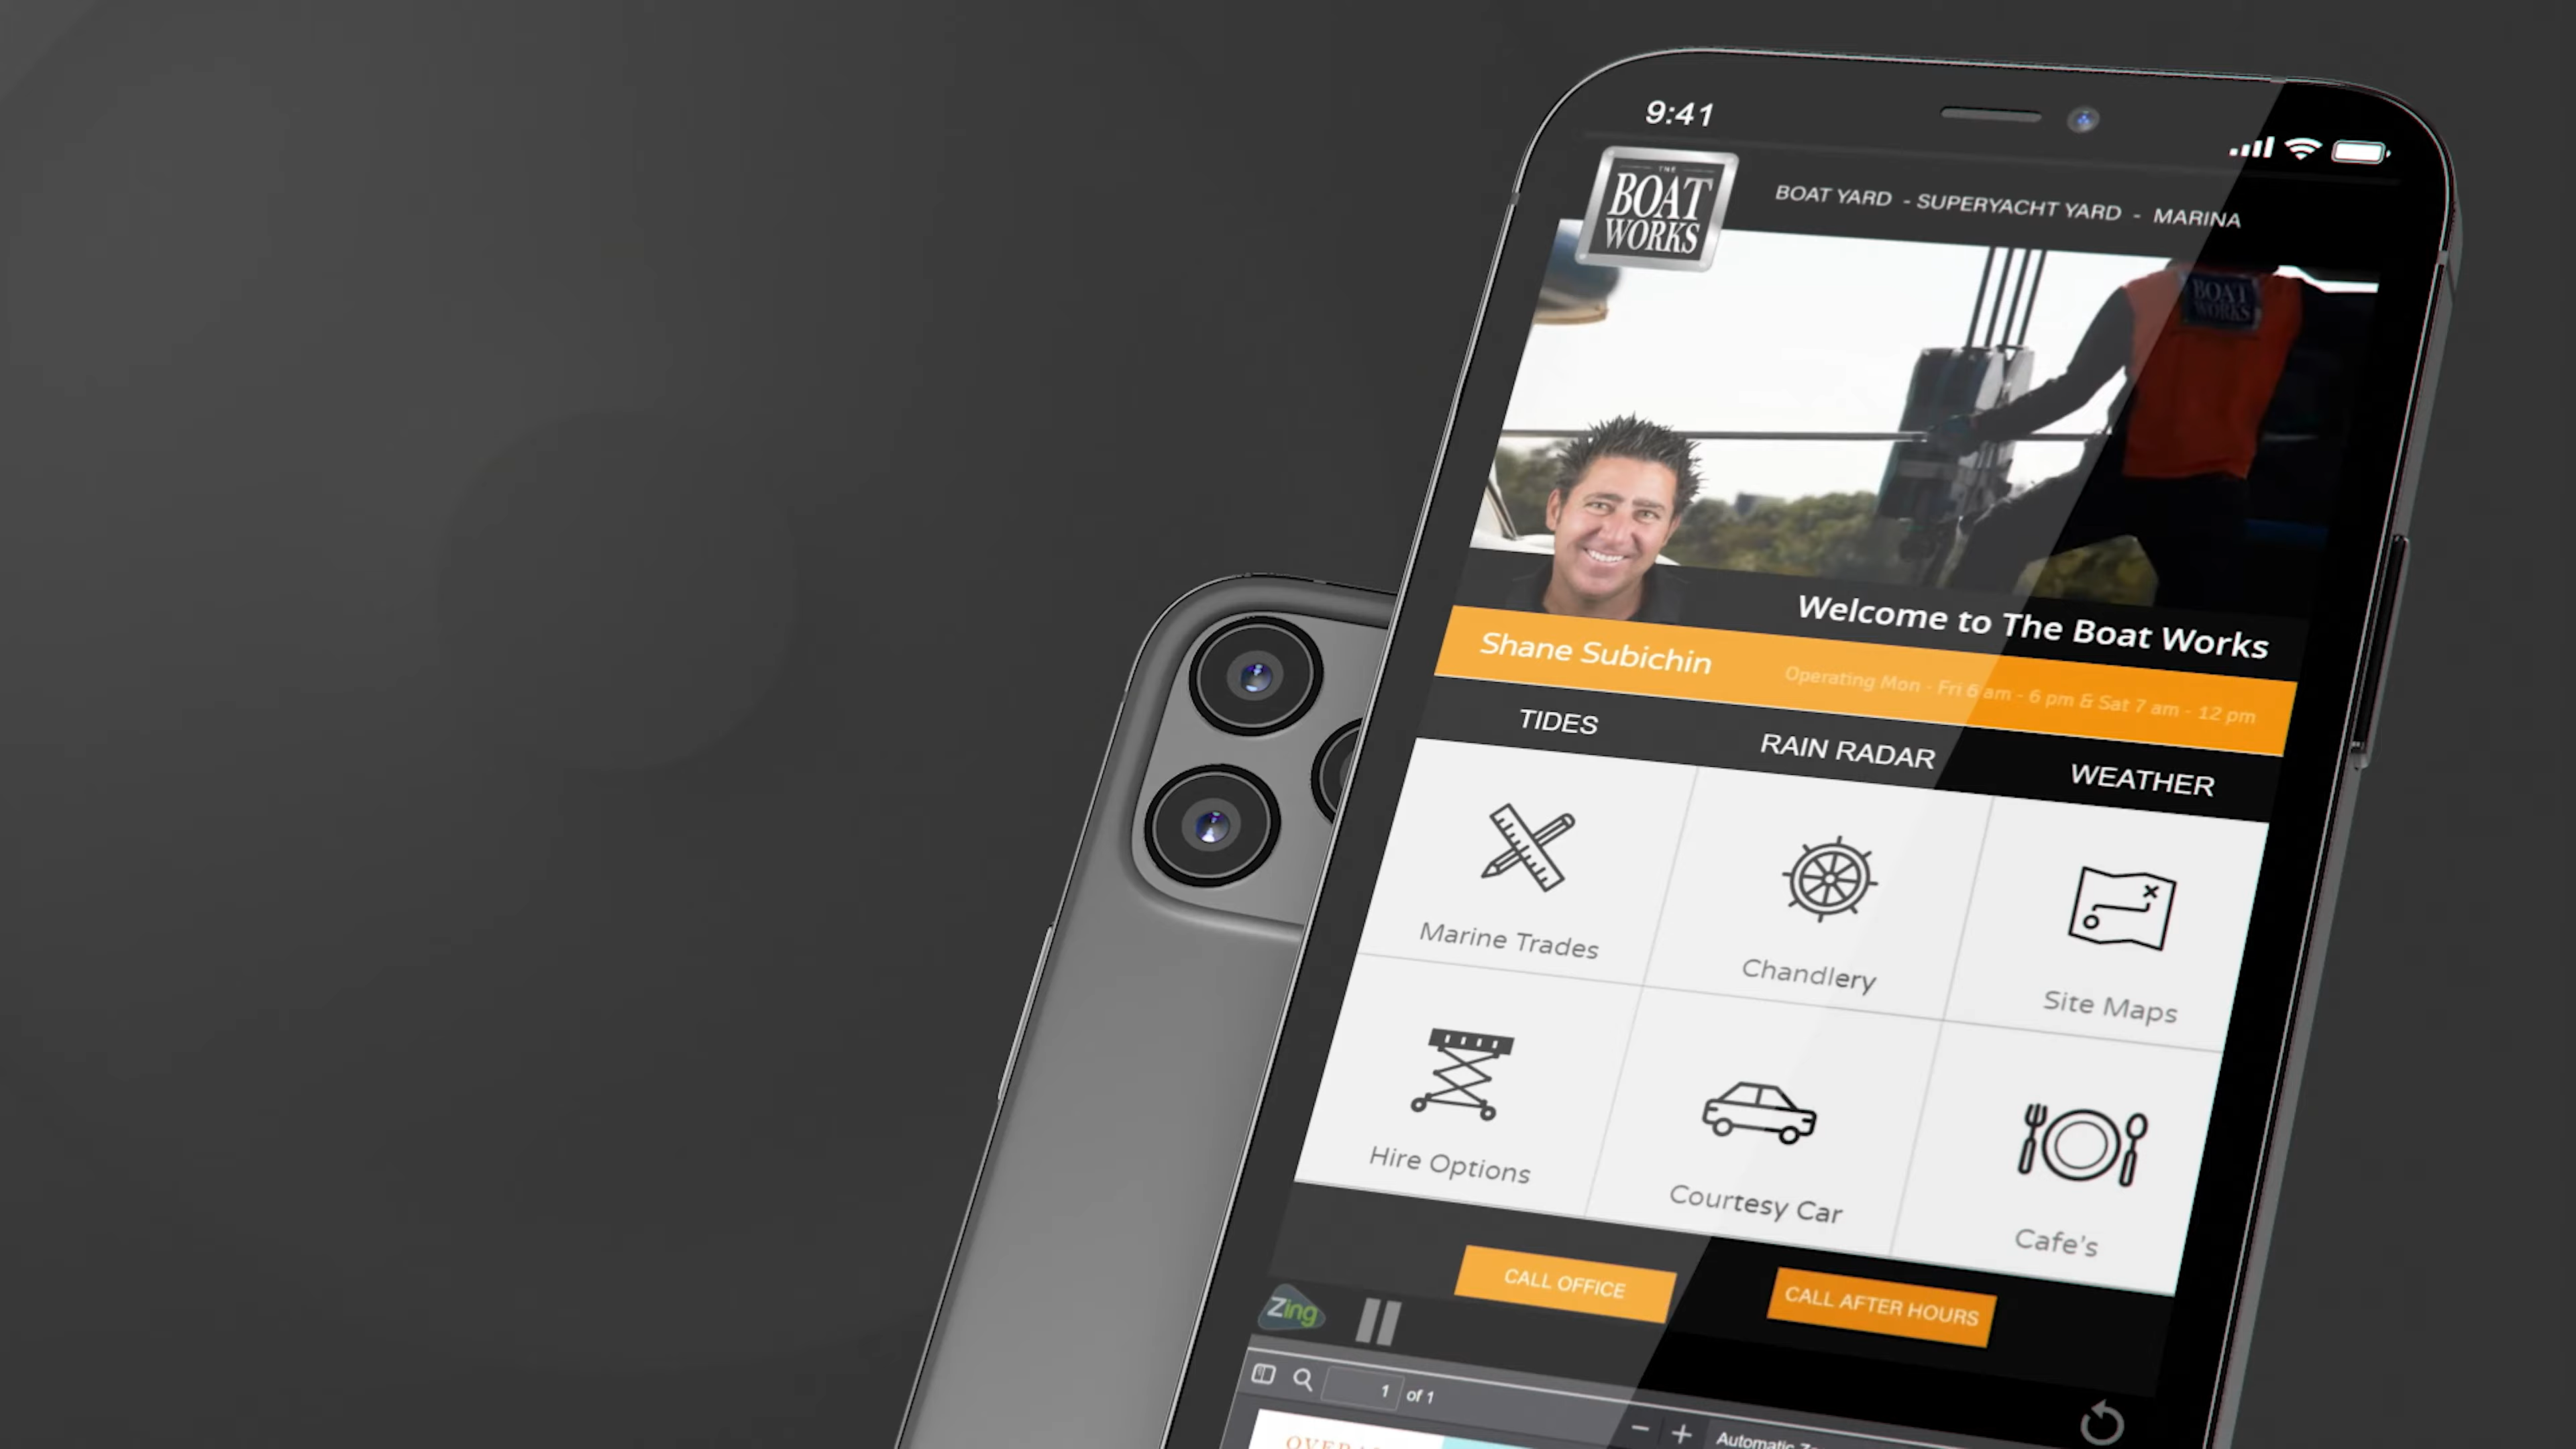 9:41
THE
BOAT
WORKS
BOAT YARD - SUPERYACHT YARD - MARINA
BOAT
WORKS
Welcome to The Boat Works
Shane Subichin
Operating Mon - Fri 6 am - 6 pm & Sat 7 am - 12 pm
TIDES
RAIN RADAR
WEATHER
Marine Trades
Chandlery
Site Maps
Hire Options
Courtesy Car
Cafe's
CALL OFFICE
CALL AFTER HOURS
Zing
1 of 1
Automatic